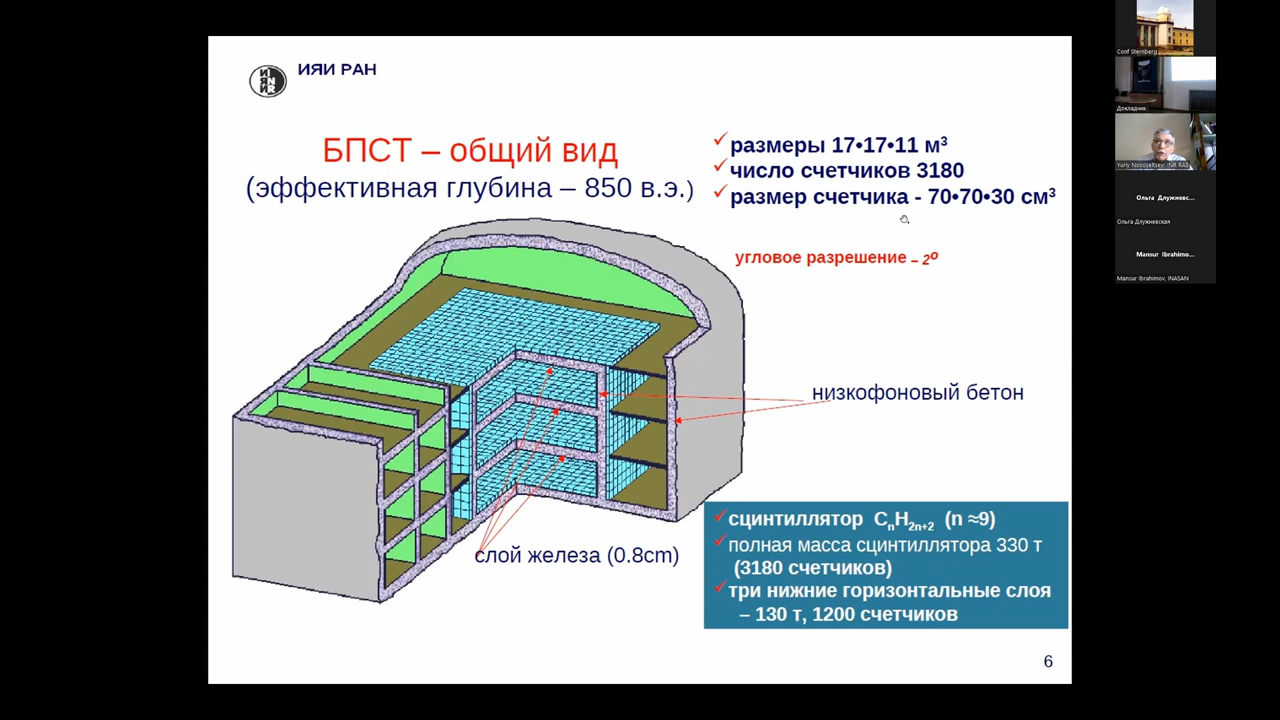 ИЯИ РАН
БПСТ – общий вид
(эффективная глубина – 850 в.э.)
размеры 17•17•11 м³
число счетчиков 3180
размер счетчика - 70•70•30 см³
угловое разрешение – 2º
низкофоновый бетон
слой железа (0.8cm)
сцинтиллятор CnH2n+2 (n ≈9)
полная масса сцинтиллятора 330 т
(3180 счетчиков)
три нижние горизонтальные слоя
– 130 т, 1200 счетчиков
6
Conf Sternberg
Докладчик
Yuriy Novoseltsev INR RAS
Ольга Длужневс...
Ольга Длужневская
Mansur Ibrahimo...
Mansur Ibrahimov, INASAN